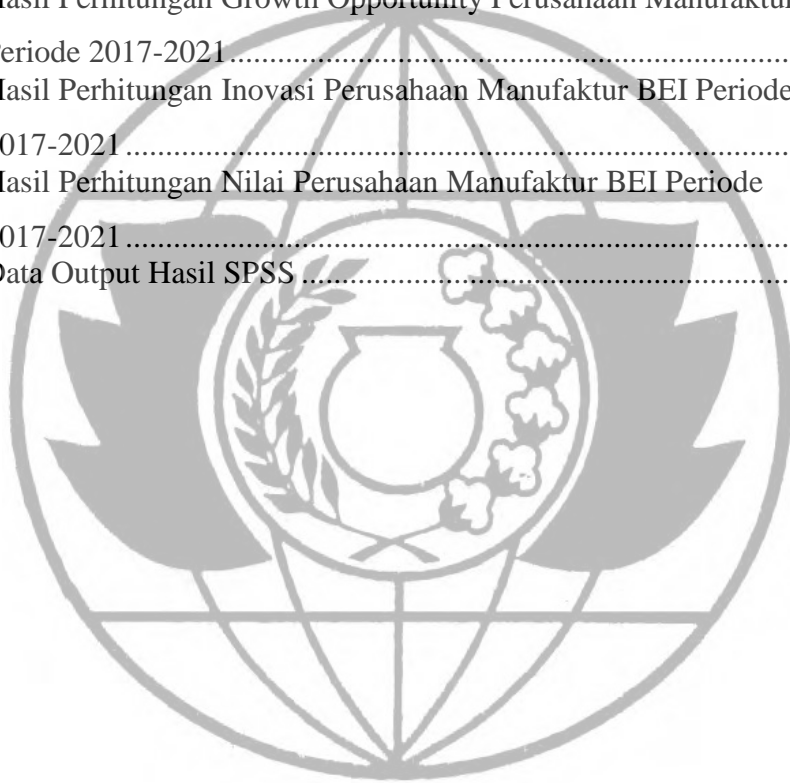 Hasil Perhitungan Growth Opportunity Perusahaan Manufaktur
Periode 2017-2021................................................................
Hasil Perhitungan Inovasi Perusahaan Manufaktur BEI Periode
2017-2021..............................................................................
Hasil Perhitungan Nilai Perusahaan Manufaktur BEI Periode
2017-2021..............................................................................
Data Output Hasil SPSS .......................................................